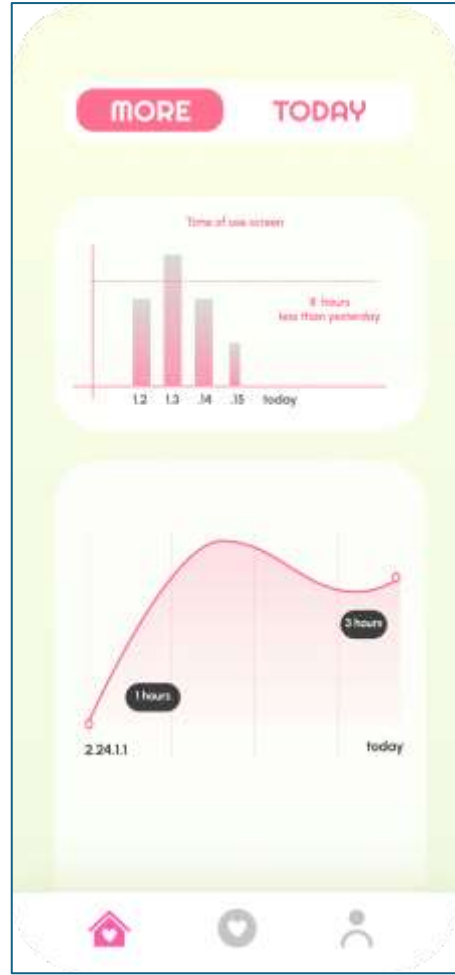 MORE TODAY
Time of use screen
8 hours
less than yesterday
1.2 1.3 .14 .15 today
3 hours
1 hours
2.24.1.1 today